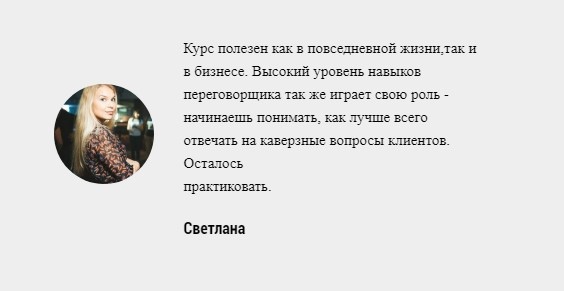 Курс полезен как в повседневной жизни,так и
в бизнесе. Высокий уровень навыков
переговорщика так же играет свою роль -
начинаешь понимать, как лучше всего
отвечать на каверзные вопросы клиентов.
Осталось
практиковать.
Светлана